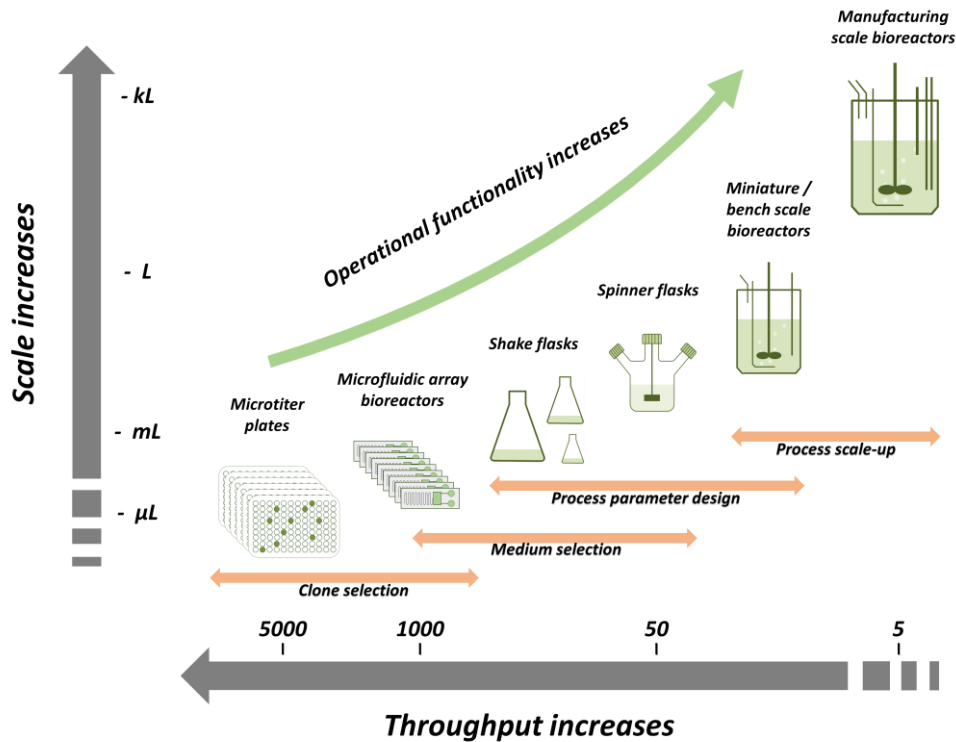 Manufacturing
scale bioreactors
- kL
Operational functionality increases
Miniature /
bench scale
bioreactors
Scale increases
- L
Spinner flasks
Shake flasks
Microfluidic array
bioreactors
Microtiter
plates
- mL
Process scale-up
Process parameter design
- μL
Medium selection
Clone selection
5000
1000
50
5
Throughput increases